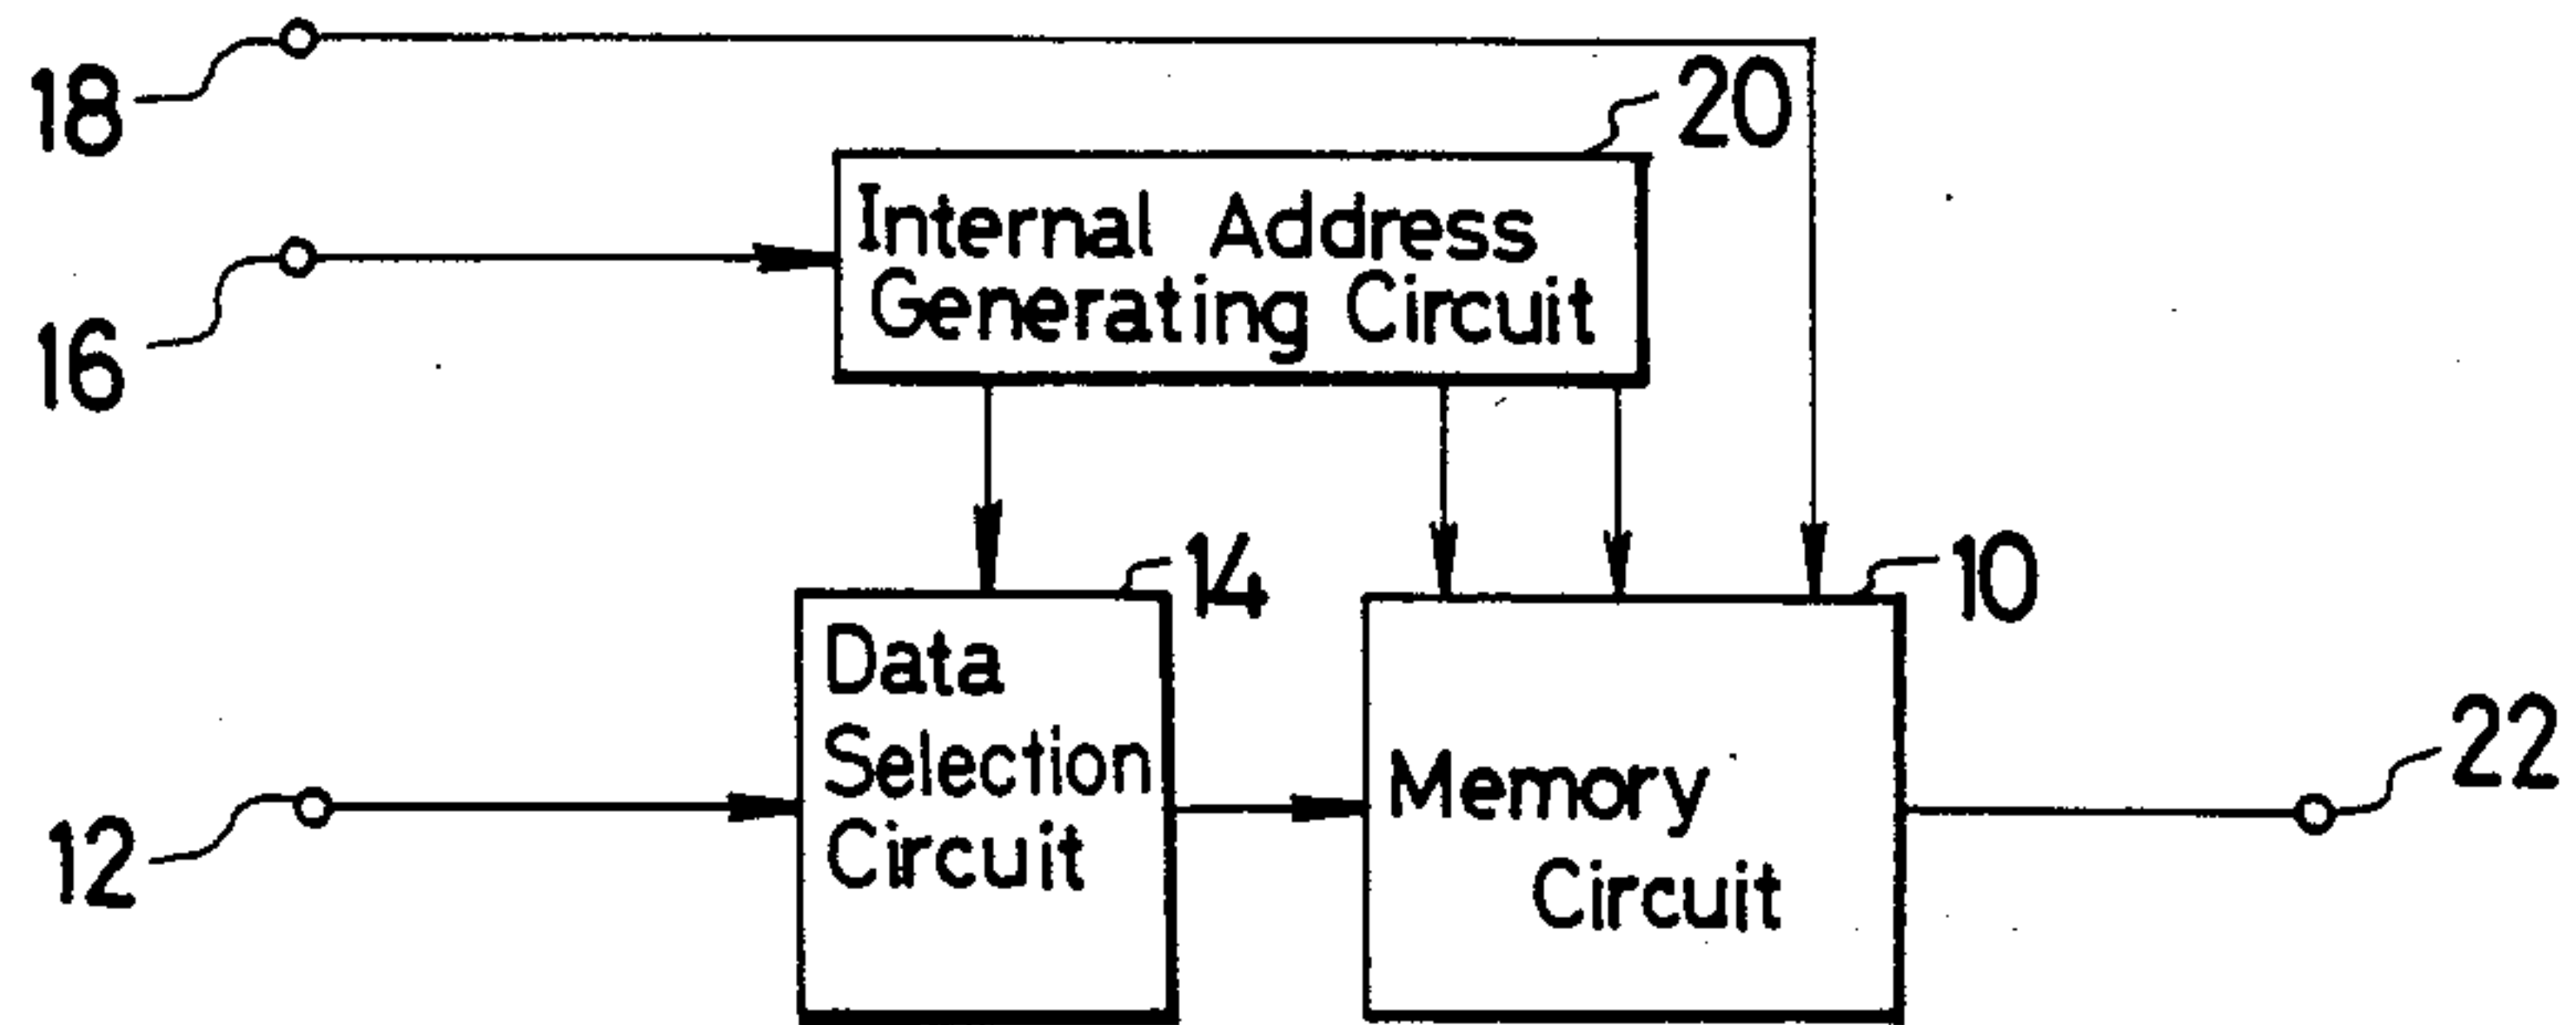 18
20
Internal Address
Generating Circuit
16
14
10
Data
Selection
Circuit
Memory
Circuit
12
22